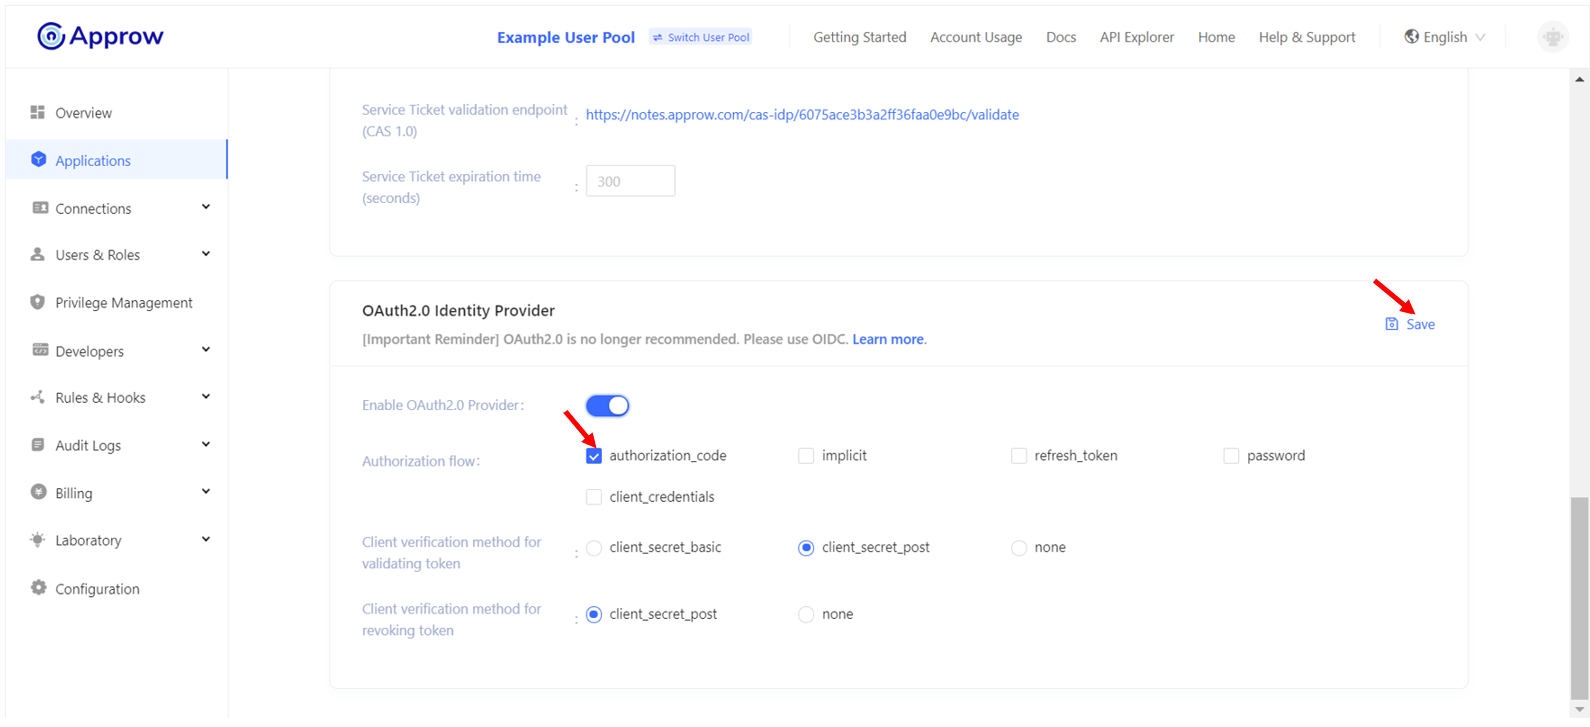 Approw
Example User Pool
Switch User Pool
Getting Started
Account Usage
Docs
API Explorer
Home
Help & Support
English
Overview
Applications
Connections
Users & Roles
Privilege Management
Developers
Rules & Hooks
Audit Logs
Billing
Laboratory
Configuration
Service Ticket validation endpoint
(CAS 1.0)
:
https://notes.approw.com/cas-idp/6075ace3b3a2ff36faa0e9bc/validate
Service Ticket expiration time
(seconds)
:
300
OAuth2.0 Identity Provider
[Important Reminder] OAuth2.0 is no longer recommended. Please use OIDC. Learn more.
Save
Enable OAuth2.0 Provider:
Authorization flow:
authorization_code
implicit
refresh_token
password
client_credentials
Client verification method for
validating token
:
client_secret_basic
client_secret_post
none
Client verification method for
revoking token
:
client_secret_post
none